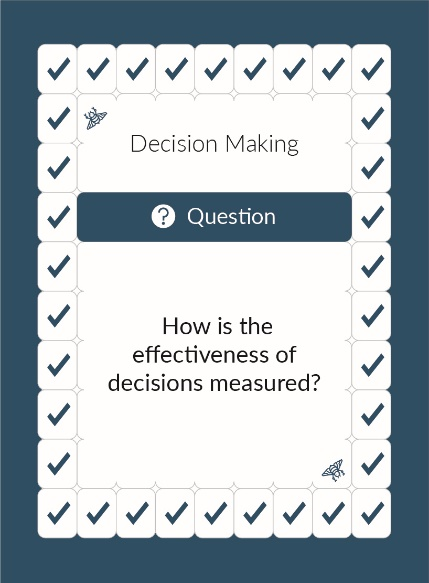 Decision Making
? Question
How is the
effectiveness of
decisions measured?